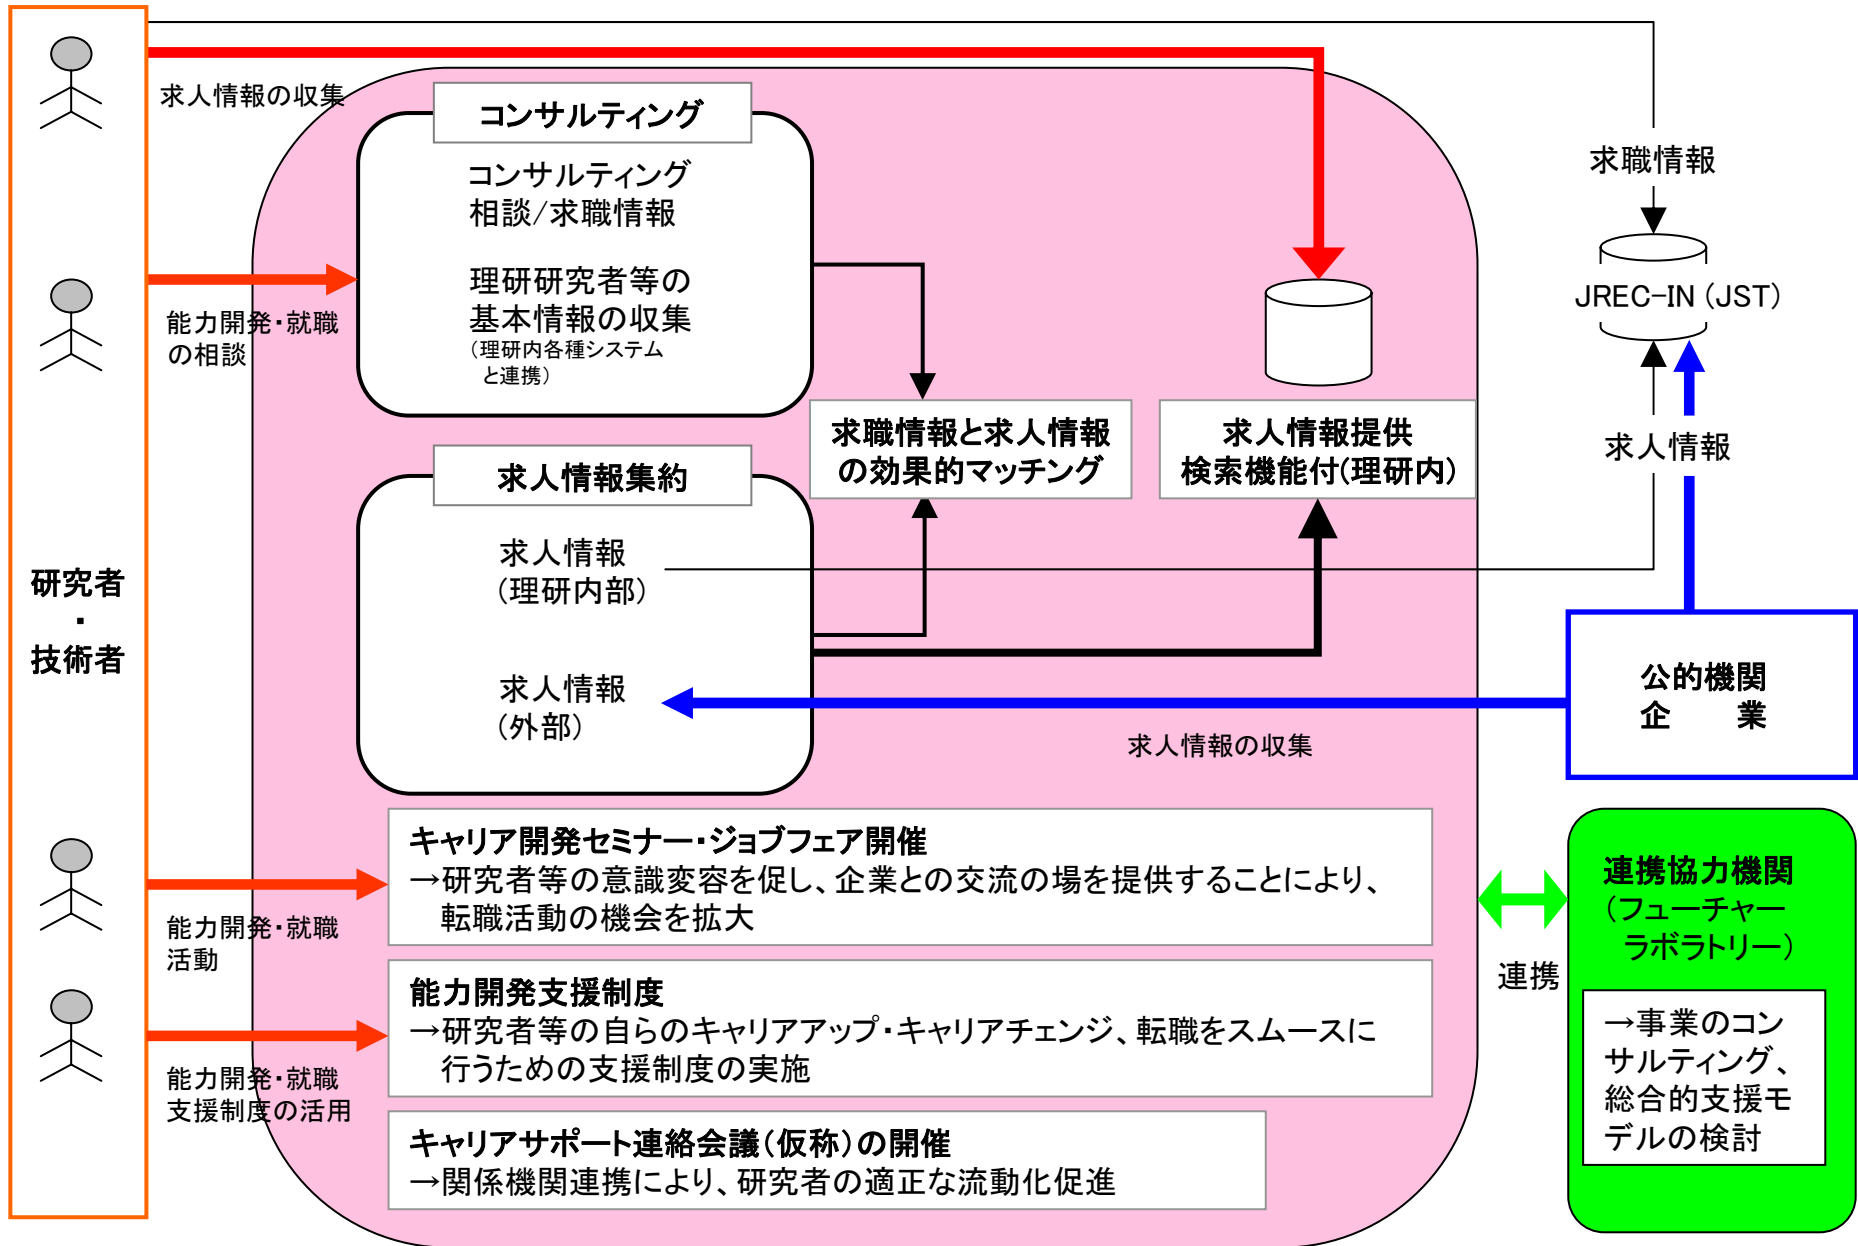 求人情報の収集
コンサルティング
コンサルティング
相談/求職情報
理研研究者等の
基本情報の収集
（理研内各種システム
と連携）
能力開発・就職
の相談
求職情報
JREC-IN（JST）
求職情報と求人情報
の効果的マッチング
求人情報提供
検索機能付(理研内)
求人情報
求人情報集約
求人情報
(理研内部)
求人情報
(外部)
研究者
・
技術者
公的機関
企　　業
求人情報の収集
キャリア開発セミナー・ジョブフェア開催
→研究者等の意識変容を促し、企業との交流の場を提供することにより、
転職活動の機会を拡大
能力開発・就職
活動
能力開発支援制度
→研究者等の自らのキャリアアップ・キャリアチェンジ、転職をスムースに
行うための支援制度の実施
能力開発・就職
支援制度の活用
キャリアサポート連絡会議（仮称）の開催
→関係機関連携により、研究者の適正な流動化促進
連携
連携協力機関
（フューチャー
ラボラトリー）
→事業のコン
サルティング、
総合的支援モ
デルの検討